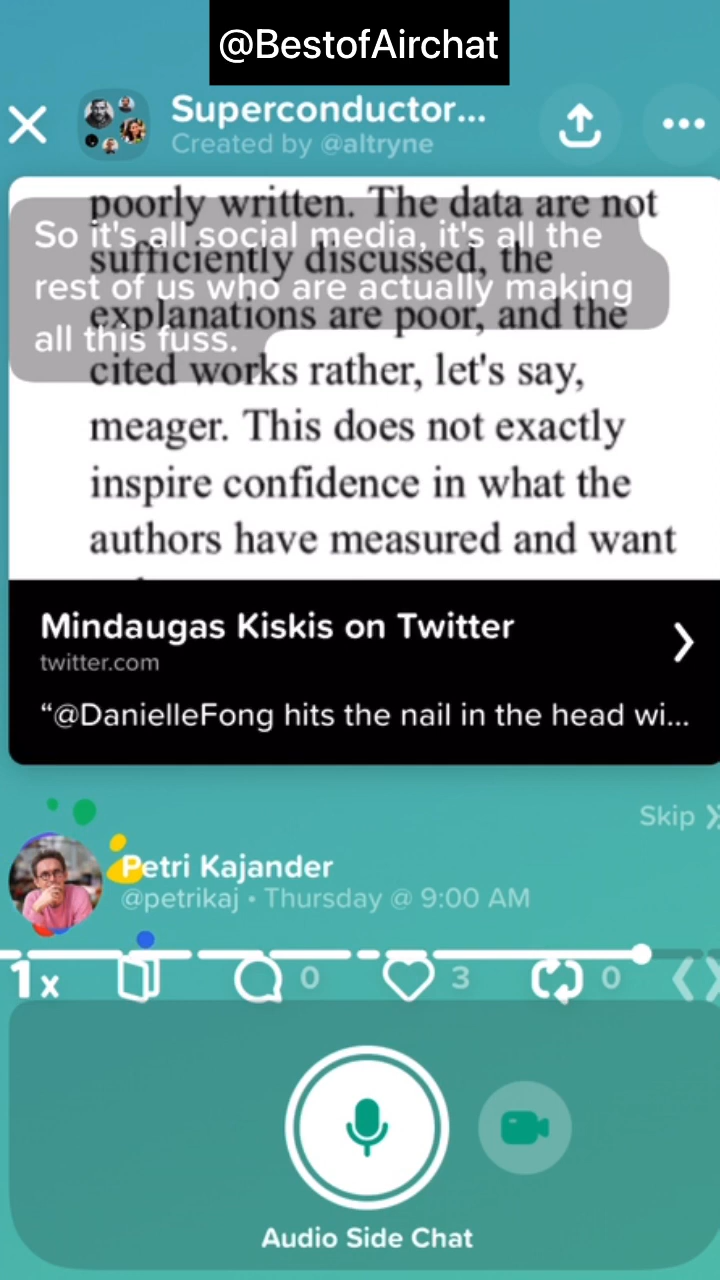 @BestofAirchat
Superconductor...
Created by @altryne
poorly written. The data are not
So it's all social media, it's all the
sufficiently discussed, the
rest of us who are actually making
explanations are poor, and the
all this fuss.
cited works rather, let's say,
meager. This does not exactly
inspire confidence in what the
authors have measured and want
Mindaugas Kiskis on Twitter
twitter.com
“@DanielleFong hits the nail in the head wi...
Skip
Petri Kajander
@petrikaj • Thursday @ 9:00 AM
1x
0
3
0
Audio Side Chat